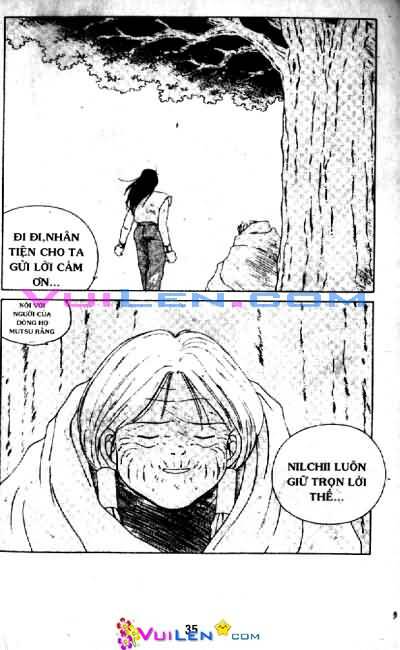 ĐI ĐI,NHÂN
TIỆN CHO TA
GỬI LỜI CẢM
ƠN...
VUILEN.COM
NÓI VỚI
NGƯỜI CỦA
DÒNG HỌ
MUTSU RẰNG
NILCHII LUÔN
GIỮ TRỌN LỜI
THỀ...
35
VUILEN.COM